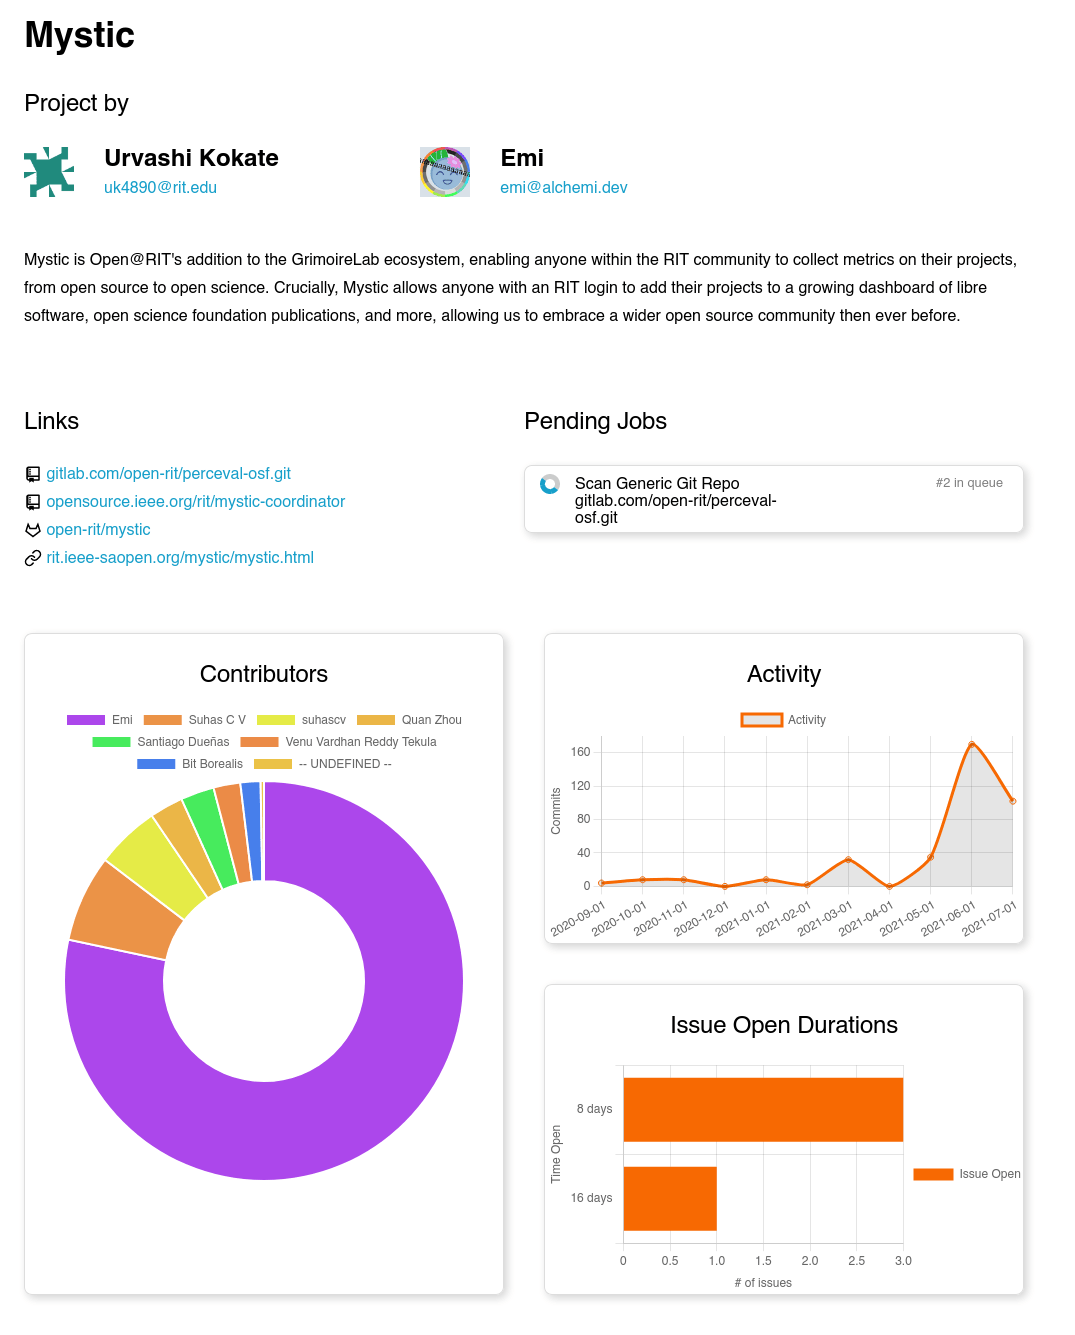 Mystic
Project by
Urvashi Kokate
uk4890@rit.edu
Emi
emi@alchemi.dev
Mystic is Open@RIT's addition to the GrimoireLab ecosystem, enabling anyone within the RIT community to collect metrics on their projects,
from open source to open science. Crucially, Mystic allows anyone with an RIT login to add their projects to a growing dashboard of libre
software, open science foundation publications, and more, allowing us to embrace a wider open source community then ever before.
Links
gitlab.com/open-rit/perceval-osf.git
opensource.ieee.org/rit/mystic-coordinator
open-rit/mystic
rit.ieee-saopen.org/mystic/mystic.html
Pending Jobs
Scan Generic Git Repo
gitlab.com/open-rit/perceval-
osf.git
#2 in queue
Contributors
Emi Suhas C V suhascv Quan Zhou
Santiago Dueñas Venu Vardhan Reddy Tekula
Bit Borealis -- UNDEFINED --
Activity
Activity
Commits
160
120
80
40
0
2020-09-01 2020-10-01 2020-11-01 2020-12-01 2021-01-01 2021-02-01 2021-03-01 2021-04-01 2021-05-01 2021-06-01 2021-07-01
Issue Open Durations
Time Open
8 days
16 days
Issue Open
0 0.5 1.0 1.5 2.0 2.5 3.0
# of issues